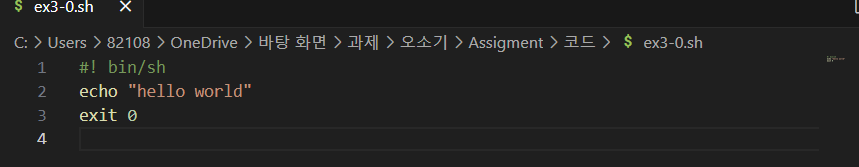 $ ex3-0.sh ×
C: > Users > 82108 > OneDrive > 바탕 화면 > 과제 > 오소기 > Assigment > 코드 > $ ex3-0.sh
1 #! bin/sh
2 echo "hello world"
3 exit 0
4